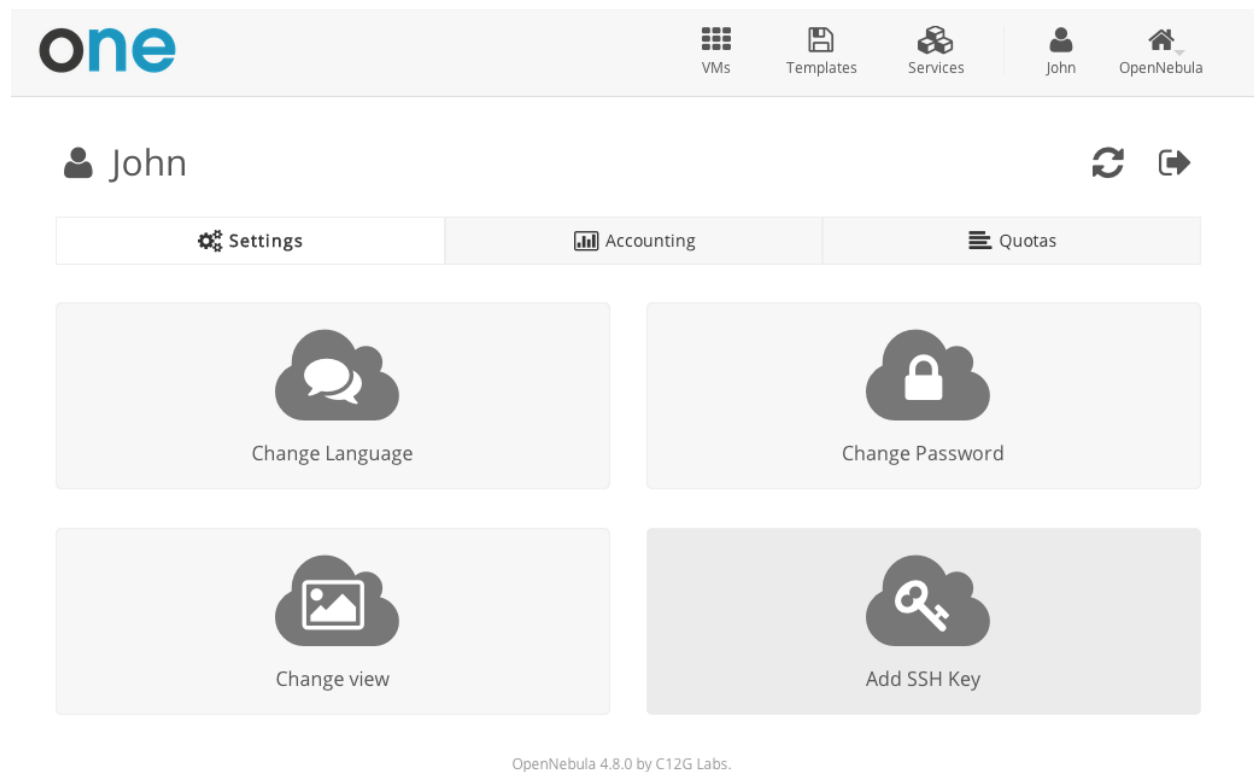 one
VMs Templates Services John OpenNebula
John
Settings Accounting Quotas
Change Language Change Password
Change view Add SSH Key
OpenNebula 4.8.0 by C12G Labs.